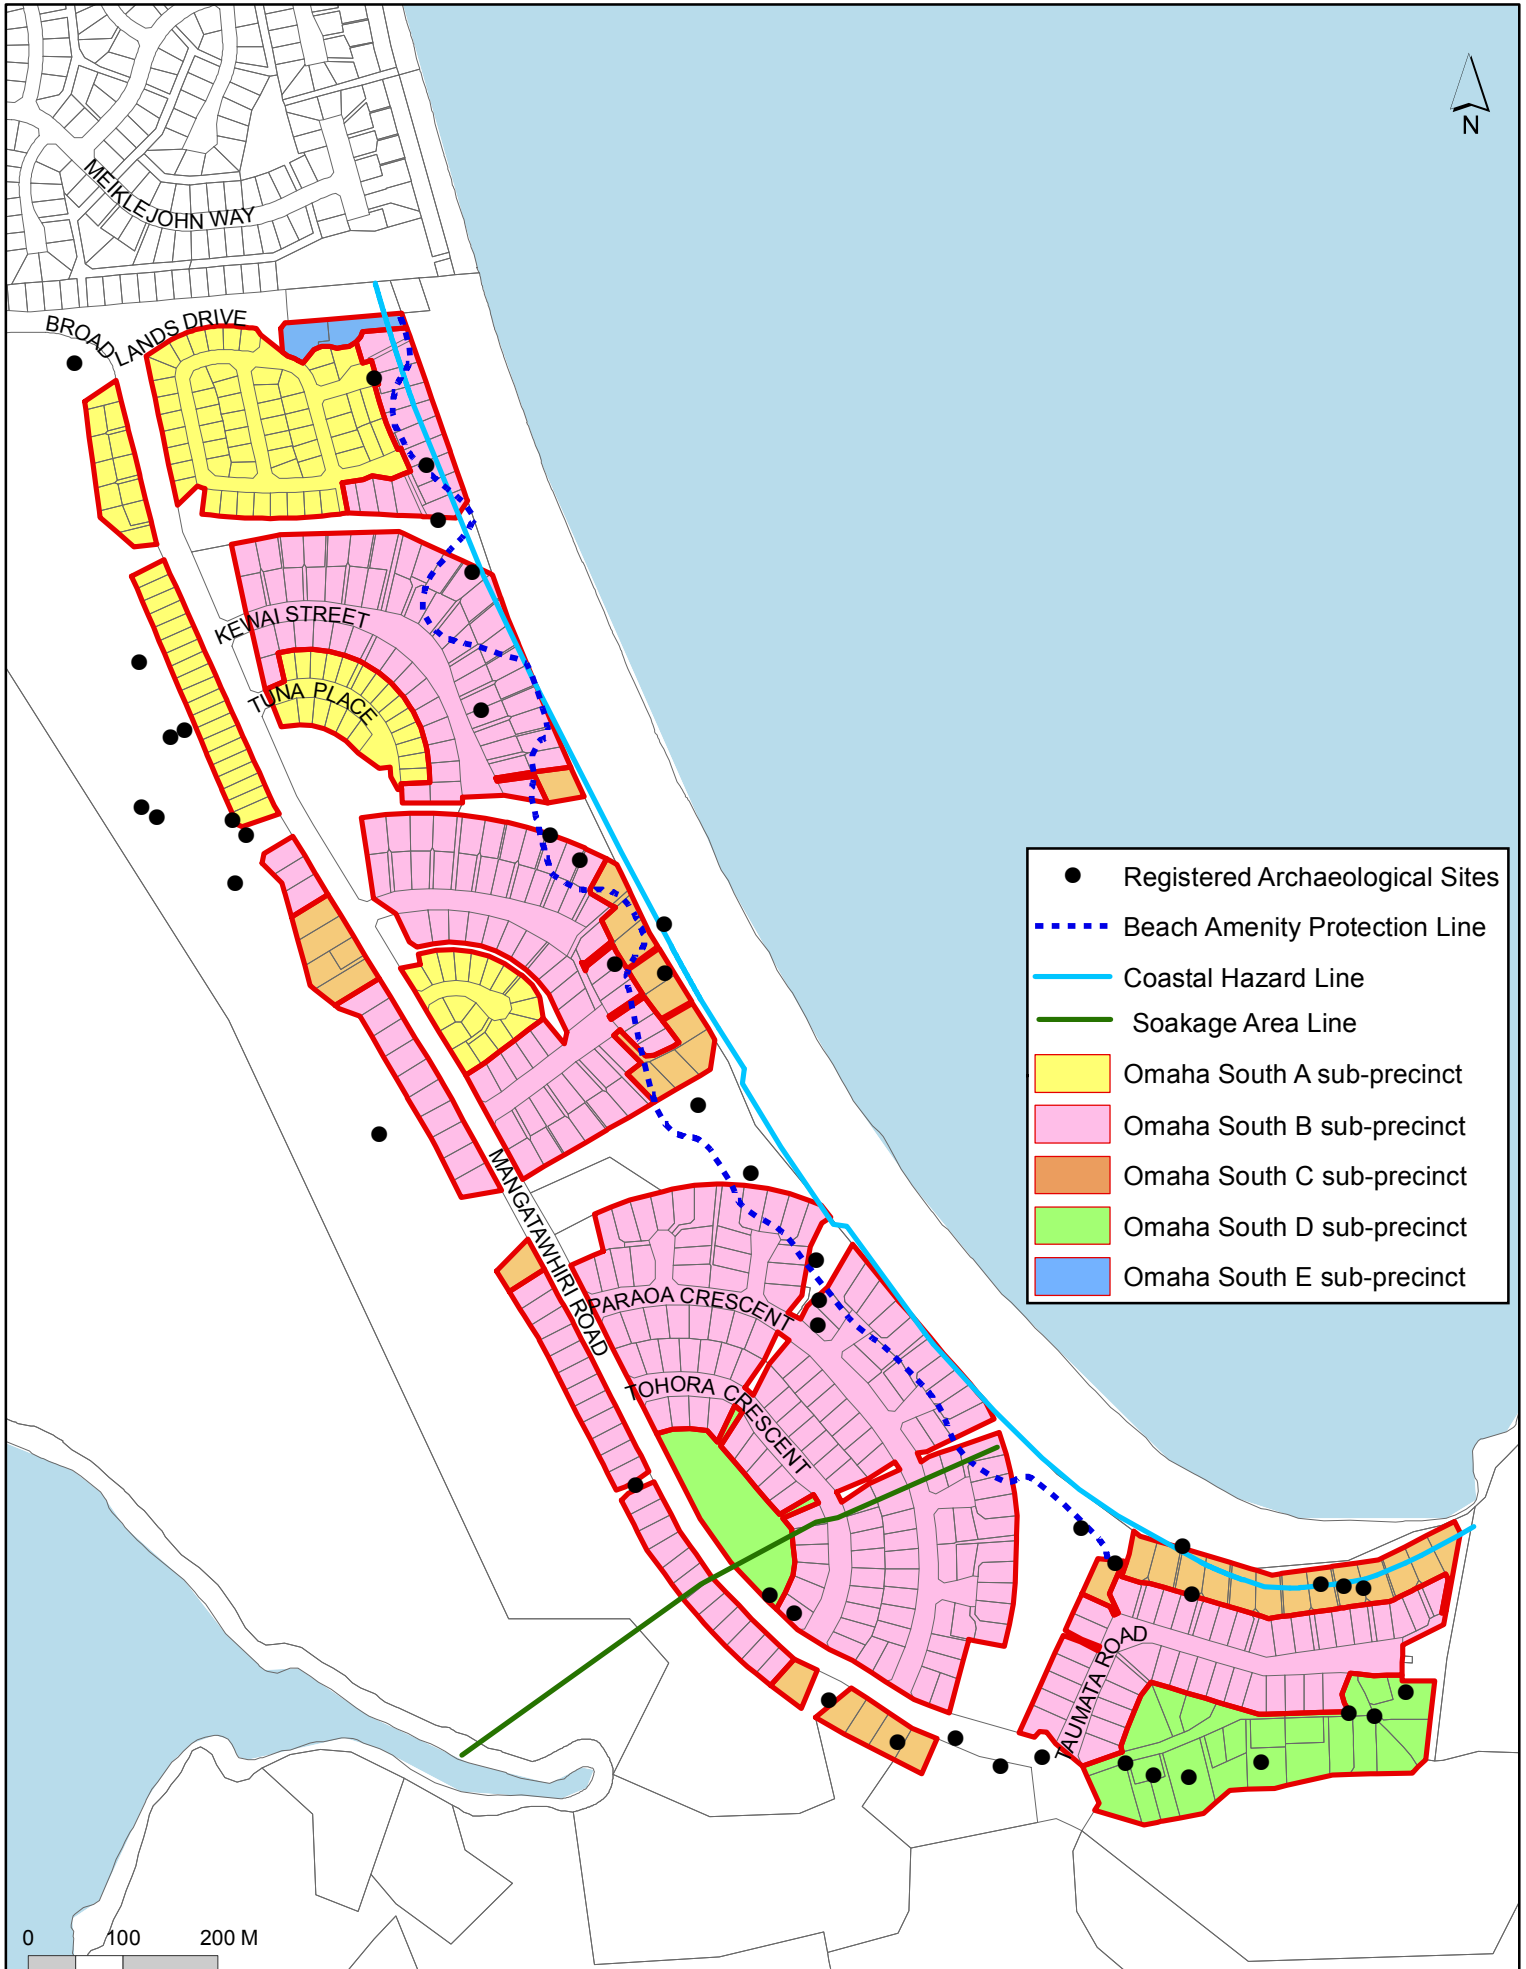 N
MEIKLEJOHN WAY
BROAD LANDS DRIVE
KEWAI STREET
TUNA PLACE
Registered Archaeological Sites
Beach Amenity Protection Line
Coastal Hazard Line
Soakage Area Line
Omaha South A sub-precinct
Omaha South B sub-precinct
Omaha South C sub-precinct
Omaha South D sub-precinct
Omaha South E sub-precinct
MANGATAWHIRI ROAD
PARAOA CRESCENT
TOHORA CRESCENT
TAUMATA ROAD
0 100 200 M